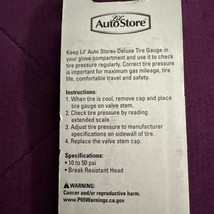 Lil'
AutoStore®
Keep Lil' Auto Store® Deluxe Tire Gauge in
your glove compartment and use it to check
tire pressure regularly. Correct tire pressure
is important for maximum gas mileage, tire
life, comfortable travel and safety.
Instructions:
1. When tire is cool, remove cap and place
tire gauge on valve stem.
2. Check tire pressure by reading
extended scale.
3. Adjust tire pressure to manufacturer
specifications on sidewall of tire.
4. Replace the valve stem cap.
Specifications:
• 10 to 50 psi
• Break Resistant Head
⚠WARNING:
Cancer and/or reproductive harm.
www.P65Warnings.ca.gov